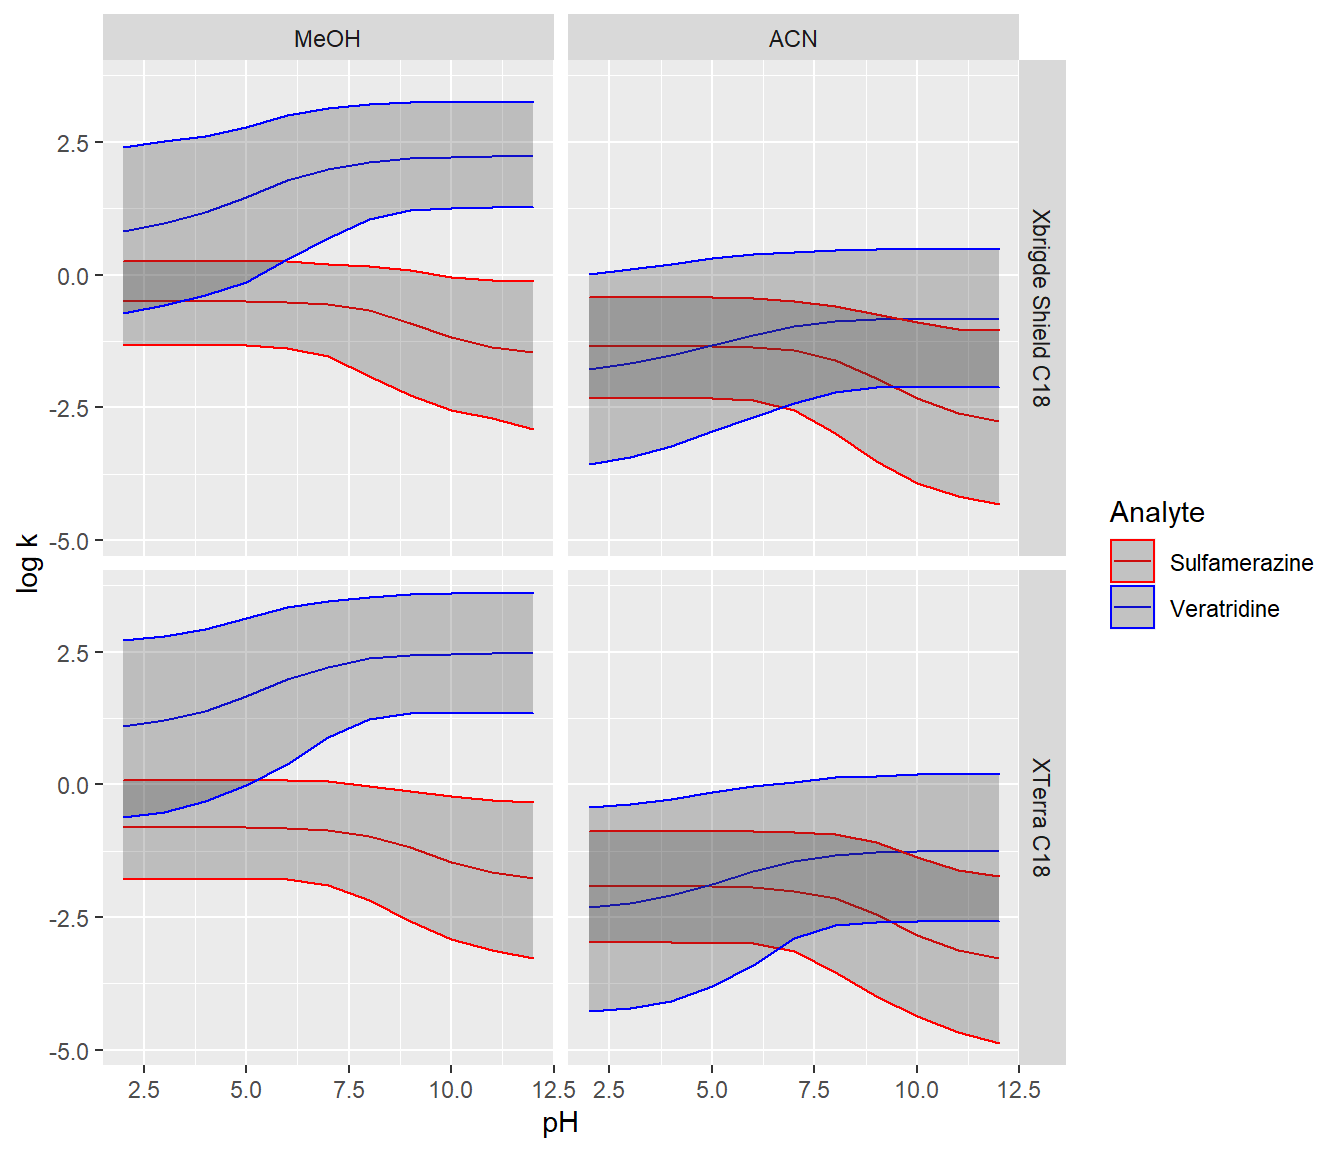 MeOH
ACN
2.5
0.0
-2.5
-5.0
Xbrigde Shield C18
log k
Analyte
Sulfamerazine
Veratridine
2.5
0.0
-2.5
-5.0
XTerra C18
2.5 5.0 7.5 10.0 12.5 2.5 5.0 7.5 10.0 12.5
pH